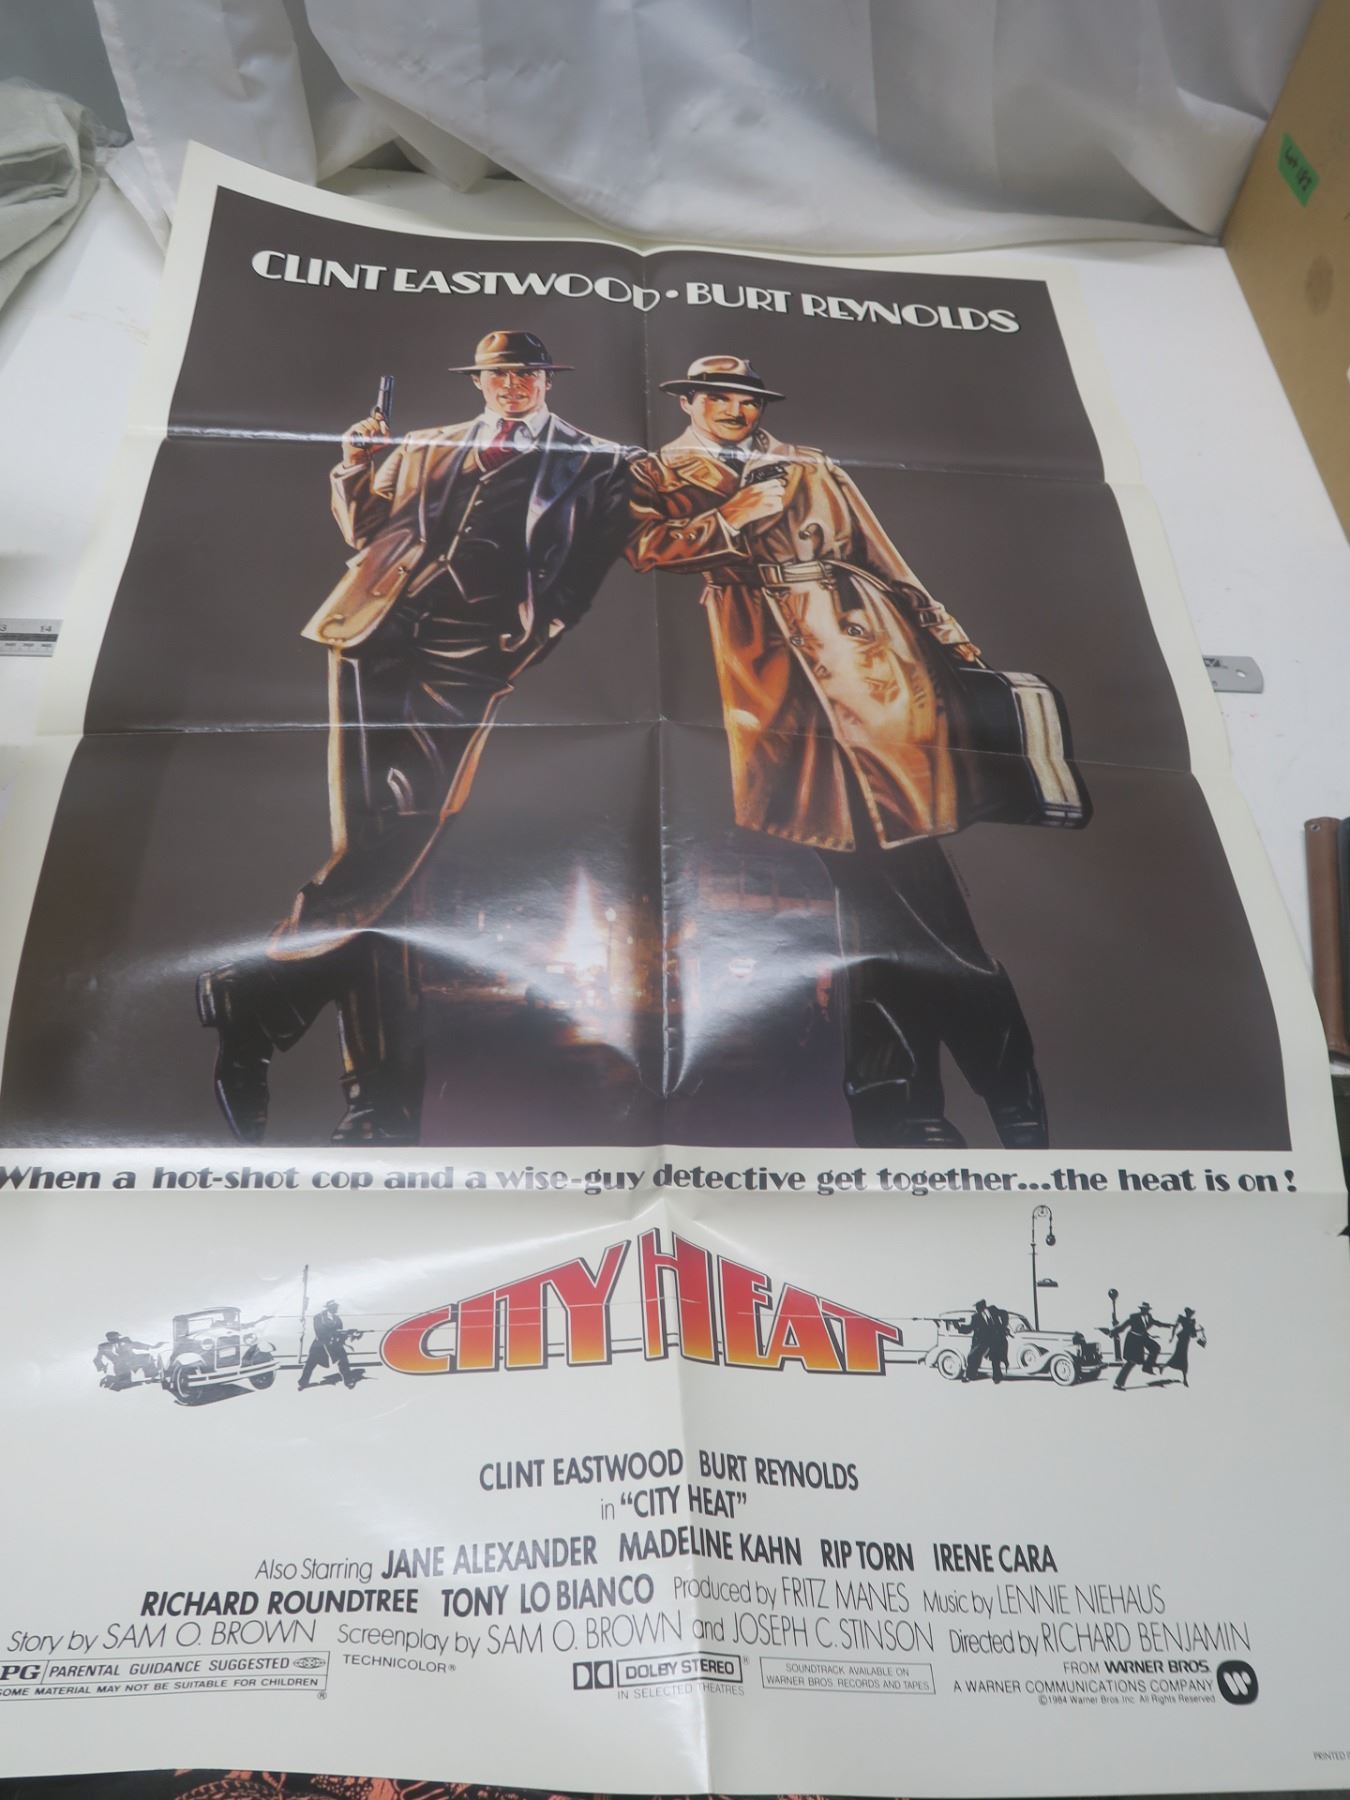 Lot 182
CLINT EASTWOOD • BURT REYNOLDS
When a hot-shot cop and a wise-guy detective get together...the heat is on!
CITY HEAT
CLINT EASTWOOD BURT REYNOLDS
in "CITY HEAT"
Also Starring JANE ALEXANDER MADELINE KAHN RIP TORN IRENE CARA
RICHARD ROUNDTREE TONY LO BIANCO Produced by FRITZ MANES Music by LENNIE NIEHAUS
Story by SAM O. BROWN Screenplay by SAM O. BROWN and JOSEPH C. STINSON Directed by RICHARD BENJAMIN
PG PARENTAL GUIDANCE SUGGESTED
SOME MATERIAL MAY NOT BE SUITABLE FOR CHILDREN
®
TECHNICOLOR®
DOLBY STEREO®
IN SELECTED THEATRES
SOUNDTRACK AVAILABLE ON
WARNER BROS. RECORDS AND TAPES
FROM WARNER BROS.
A WARNER COMMUNICATIONS COMPANY
©1984 Warner Bros. Inc. All Rights Reserved
PRINTED